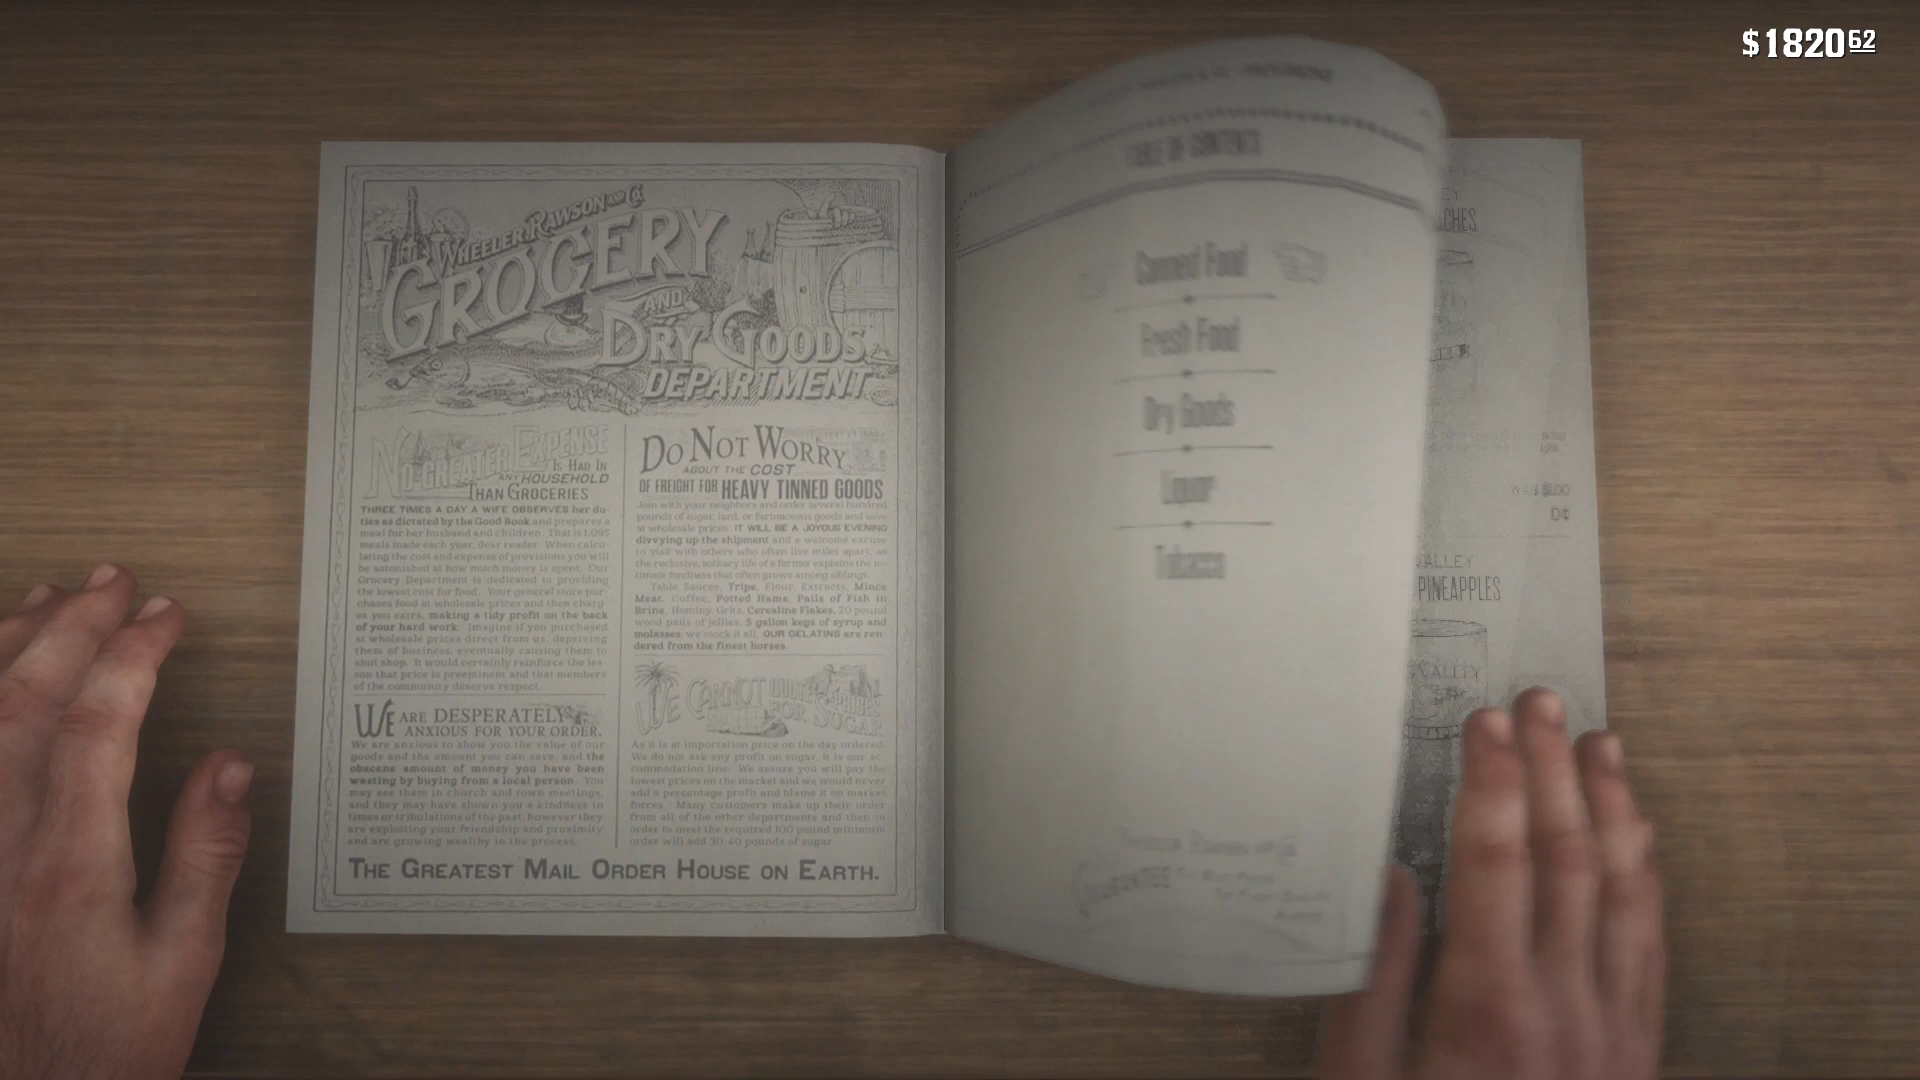 $1820 62
WHEELER, RAWSON AND CO.
GROCERY
AND
DRY GOODS
DEPARTMENT
NO GREATER EXPENSE
IS HAD IN
ANY HOUSEHOLD
THAN GROCERIES
THREE TIMES A DAY A WIFE OBSERVES her du-
ties as dictated by the Good Book and prepares a
meal for her husband and children. That is 1,095
meals made each year, dear reader. When calcu-
lating the cost and expense of provisions you will
be astonished at how much money is spent. Our
Grocery Department is dedicated to providing
the lowest cost for food. Your general store pur-
chases food at wholesale prices and then charg-
es you extra, making a tidy profit on the back
of your hard work. Imagine if you purchased
at wholesale prices direct from us, depriving
them of business, eventually causing them to
shut shop. It would certainly reinforce the les-
son that price is preeminent and that members
of the community deserve respect.
WE ARE DESPERATELY
ANXIOUS FOR YOUR ORDER.
We are anxious to show you the value of our
goods and the amount you can save, and the
obscene amount of money you have been
wasting by buying from a local person. You
may see them in church and town meetings,
and they may have shown you a kindness in
times or tribulations of the past, however they
are exploiting your friendship and proximity
and are growing wealthy in the process.
DO NOT WORRY
ABOUT THE COST
OF FREIGHT FOR HEAVY TINNED GOODS
Join with your neighbors and order several hundred
pounds of sugar, lard, or farinaceous goods and save
at wholesale prices. IT WILL BE A JOYOUS EVENING
divvying up the shipment and a welcome excuse
to visit with others who often live miles apart, as
the reclusive, solitary life of a farmer explains the ul-
timate fondness that often grows among siblings.
Table Sauces, Tripe, Flour, Extracts, Mince
Meat, Coffee, Potted Hams, Pails of Fish in
Brine, Hominy Grits, Cerealine Flakes, 20 pound
wood pails of jellies, 5 gallon kegs of syrup and
molasses, we stock it all. OUR GELATINS are ren-
dered from the finest horses.
WE CANNOT QUOTE PRICES
FOR SUGAR
As it is at importation price on the day ordered.
We do not ask any profit on sugar, it is our ac-
commodation line. We assure you will pay the
lowest prices on the market and we would never
add a percentage profit and blame it on market
forces. Many customers make up their order
from all of the other departments and then in
order to meet the required 100 pound minimum
order will add 30-40 pounds of sugar.
THE GREATEST MAIL ORDER HOUSE ON EARTH.
TABLE OF CONTENTS
Canned Food
Fresh Food
Dry Goods
Liquor
Tobacco
GUARANTEE
VALLEY
PINEAPPLES
VALLEY